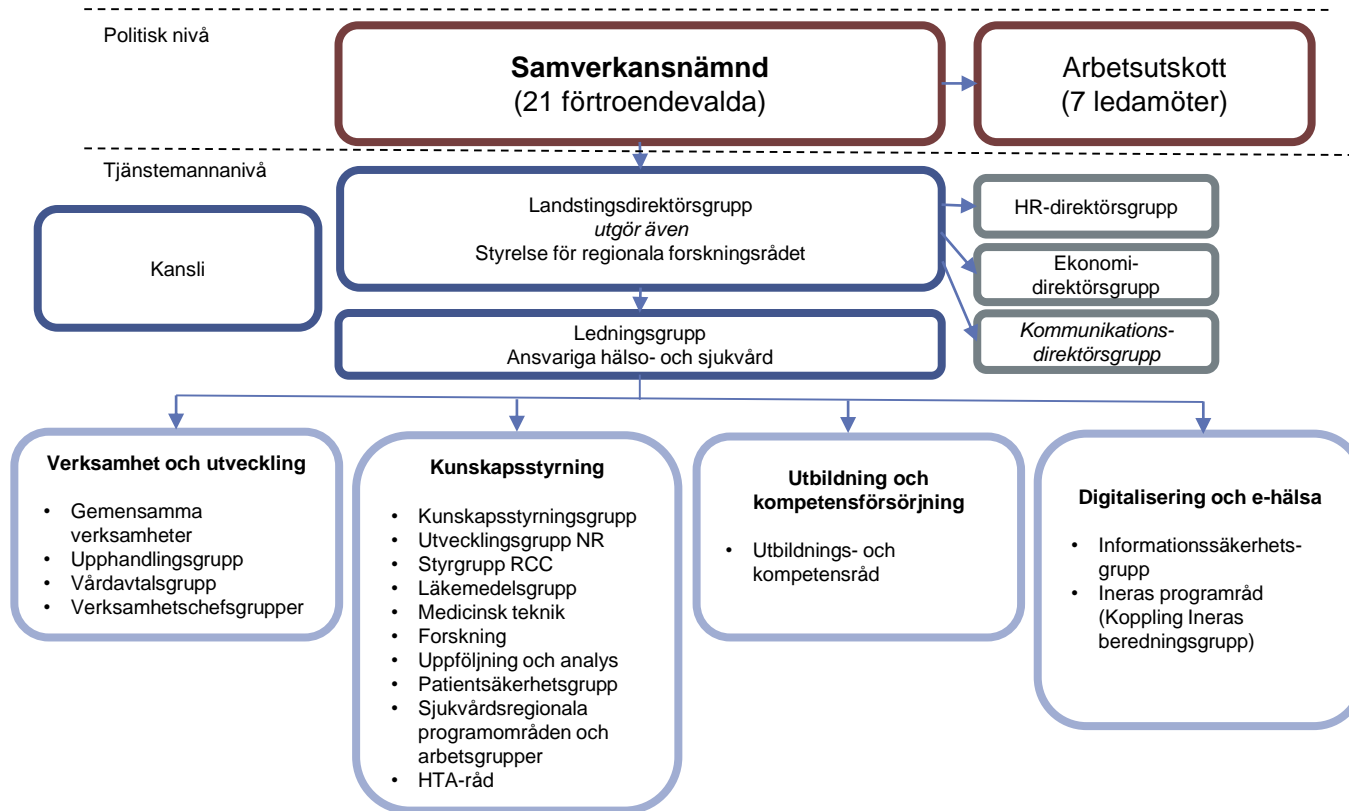 Politisk nivå
Samverkansnämnd
(21 förtroendevalda)
Arbetsutskott
(7 ledamöter)
Tjänstemannanivå
Kansli
Landstingsdirektörsgrupp
utgör även
Styrelse för regionala forskningsrådet
HR-direktörsgrupp
Ekonomi-
direktörsgrupp
Kommunikations-
direktörsgrupp
Ledningsgrupp
Ansvariga hälso- och sjukvård
Verksamhet och utveckling
• Gemensamma
verksamheter
• Upphandlingsgrupp
• Vårdavtalsgrupp
• Verksamhetschefsgrupper
Kunskapsstyrning
• Kunskapsstyrningsgrupp
• Utvecklingsgrupp NR
• Styrgrupp RCC
• Läkemedelsgrupp
• Medicinsk teknik
• Forskning
• Uppföljning och analys
• Patientsäkerhetsgrupp
• Sjukvårdsregionala
programområden och
arbetsgrupper
• HTA-råd
Utbildning och
kompetensförsörjning
• Utbildnings- och
kompetensråd
Digitalisering och e-hälsa
• Informationssäkerhets-
grupp
• Ineras programråd
(Koppling Ineras
beredningsgrupp)